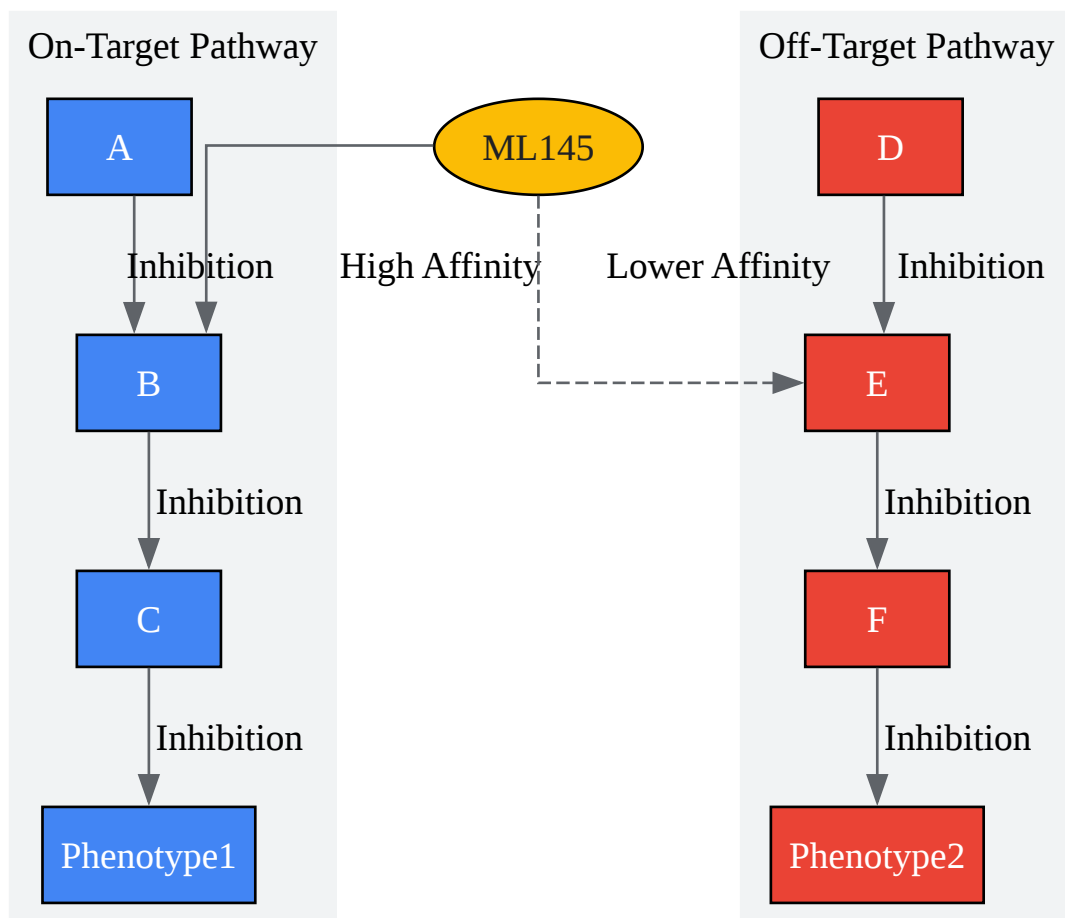 On-Target Pathway
Off-Target Pathway
A
ML145
D
Inhibition
High Affinity
Lower Affinity
Inhibition
B
E
Inhibition
Inhibition
C
F
Inhibition
Inhibition
Phenotype1
Phenotype2